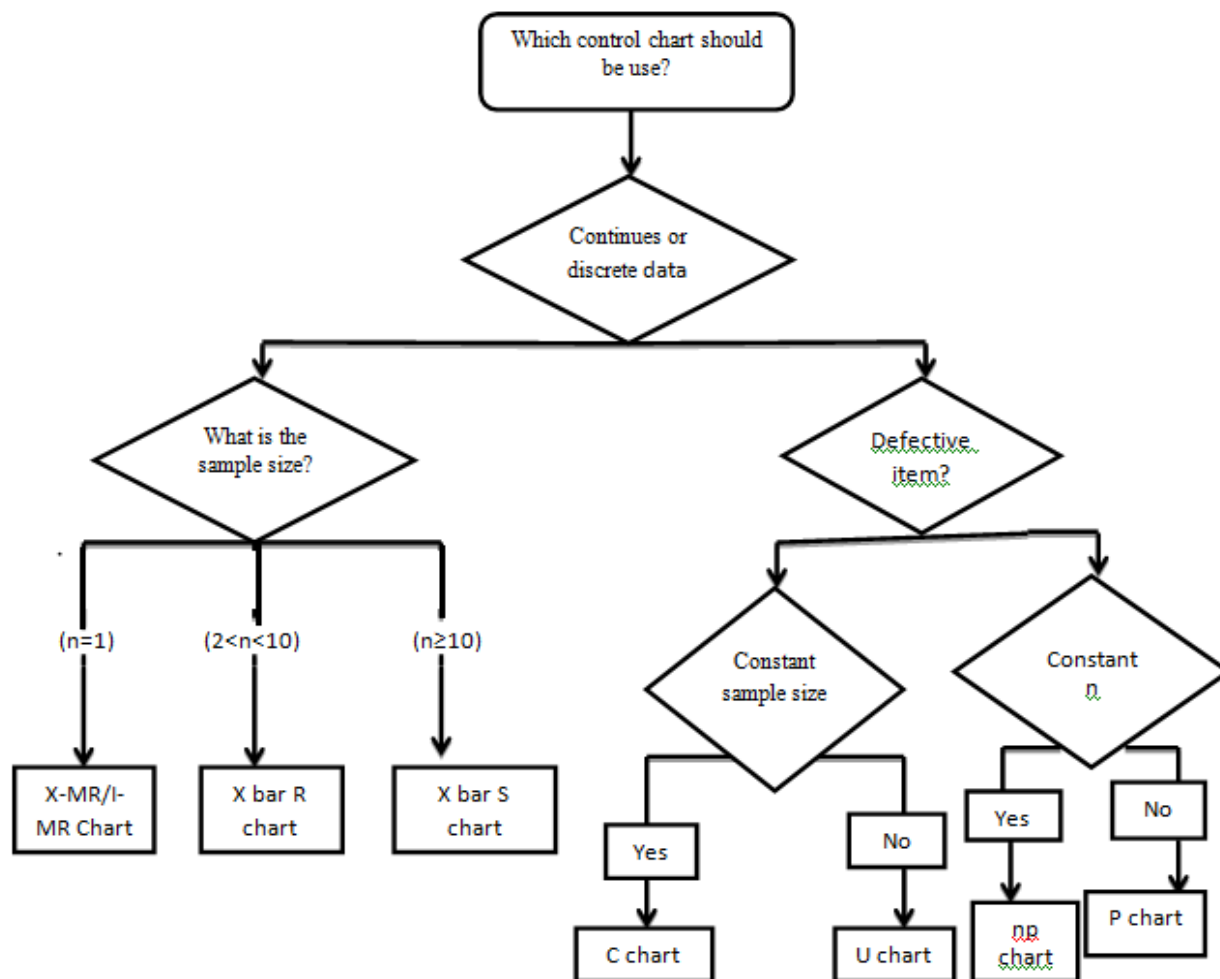 Which control chart should
be use?
Continues or
discrete data
What is the
sample size?
Defective
item?
.
(n=1)
(2<n<10)
(n≥10)
Constant
sample size
Constant
n
X-MR/I-
MR Chart
X bar R
chart
X bar S
chart
Yes
No
Yes
No
C chart
U chart
np
chart
P chart